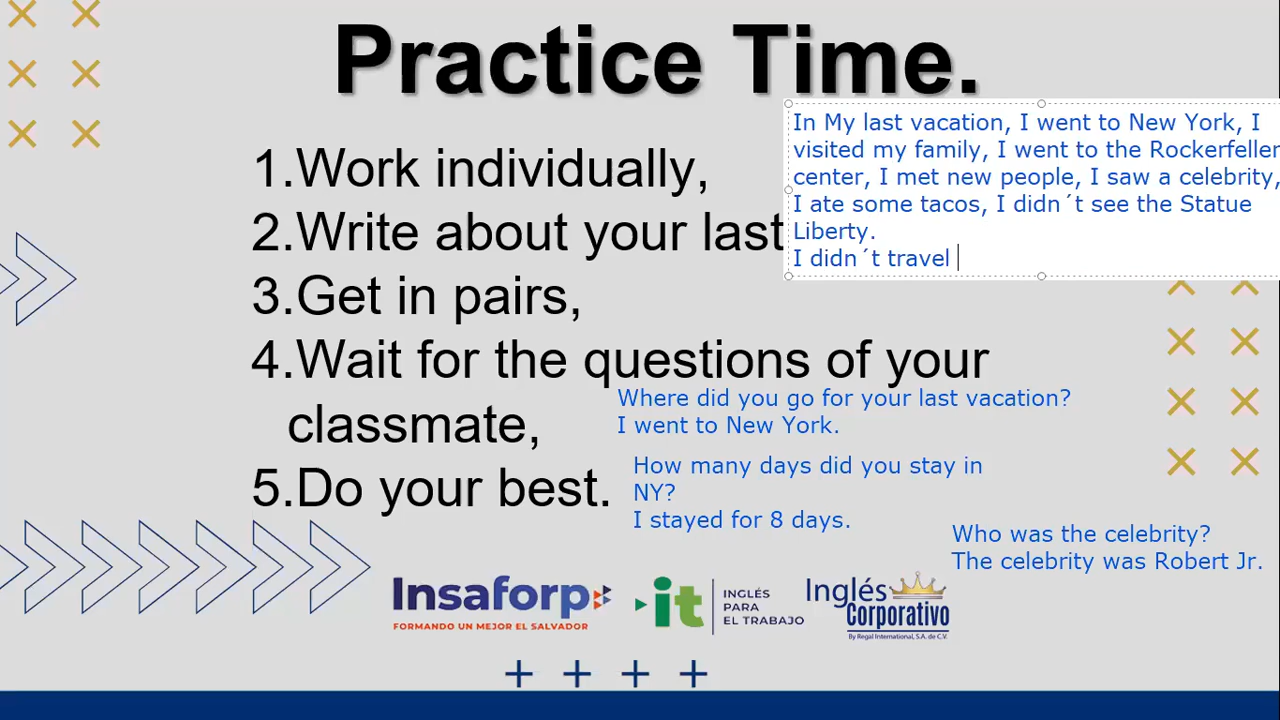 Practice Time.
In My last vacation, I went to New York, I
visited my family, I went to the Rockerfeller
center, I met new people, I saw a celebrity,
I ate some tacos, I didn´t see the Statue
Liberty.
I didn´t travel
1.Work individually,
2.Write about your last
3.Get in pairs,
4.Wait for the questions of your
classmate,
5.Do your best.
Where did you go for your last vacation?
I went to New York.
How many days did you stay in
NY?
I stayed for 8 days.
Who was the celebrity?
The celebrity was Robert Jr.
Insaforp
FORMANDO UN MEJOR EL SALVADOR
it
INGLÉS
PARA
EL TRABAJO
Inglés
Corporativo
By Regal International, S.A. de C.V.